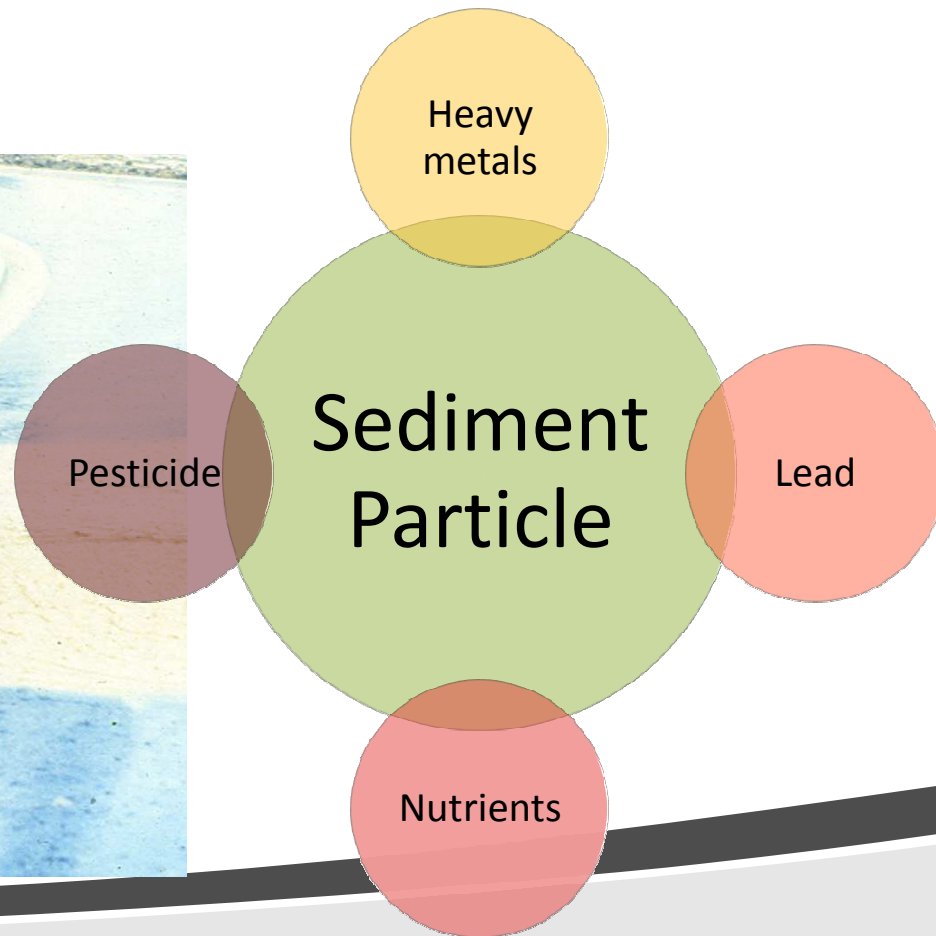 Heavy
metals
Pesticide
Sediment
Particle
Lead
Nutrients